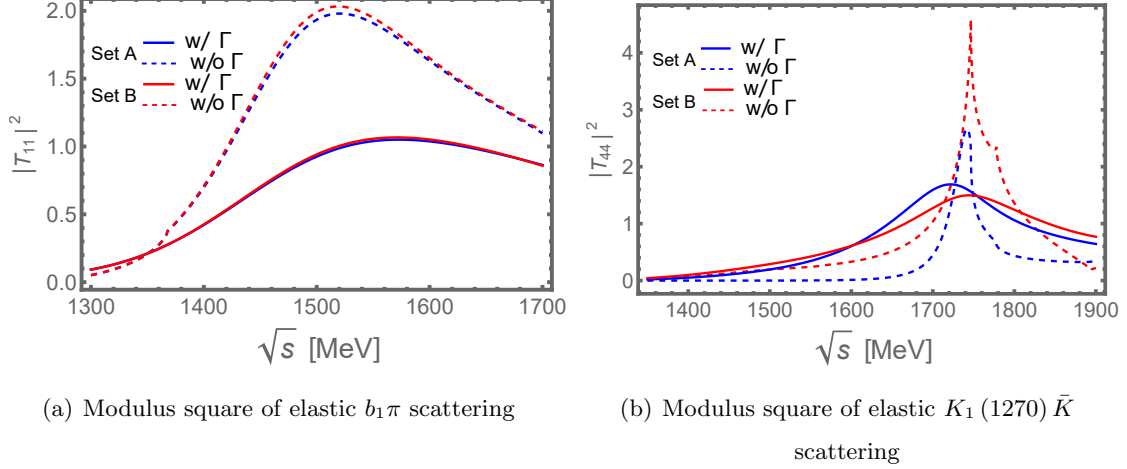 2.0
1.5
1.0
0.5
0.0
|T₁₁|²
Set A
w/ Γ
w/o Γ
Set B
w/ Γ
w/o Γ
1300 1400 1500 1600 1700
√s [MeV]
(a) Modulus square of elastic b₁π scattering
4
3
2
1
0
|T₄₄|²
Set A
w/ Γ
w/o Γ
Set B
w/ Γ
w/o Γ
1400 1500 1600 1700 1800 1900
√s [MeV]
(b) Modulus square of elastic K₁ (1270) K̄
scattering